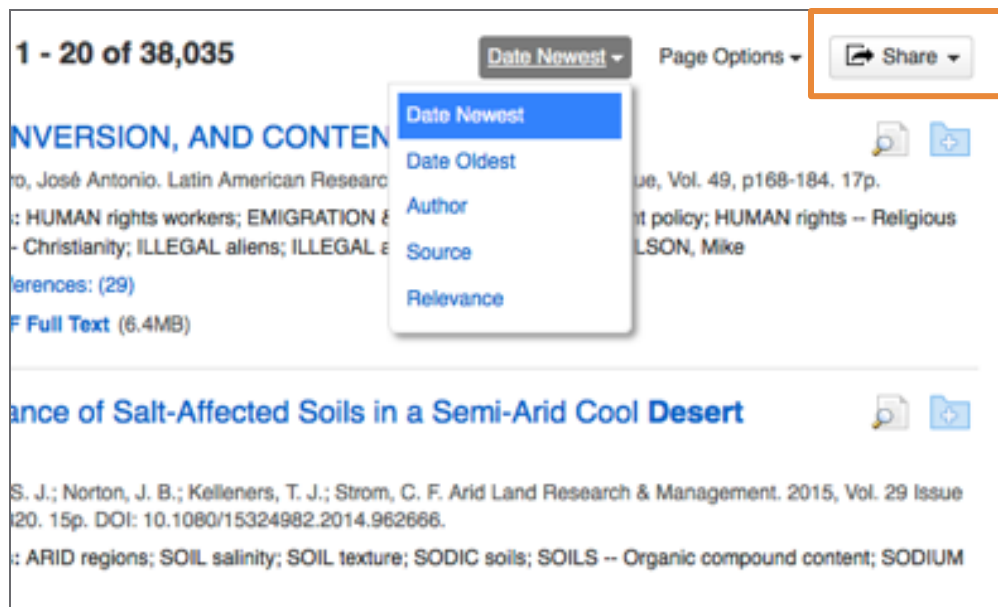 1 - 20 of 38,035 Date Newest Page Options Share
Date Newest
Date Oldest
Author
Source
Relevance
NVERSION, AND CONTEN
ro, José Antonio. Latin American Researc ue, Vol. 49, p168-184. 17p.
s: HUMAN rights workers; EMIGRATION & nt policy; HUMAN rights -- Religious
- Christianity; ILLEGAL aliens; ILLEGAL a LSON, Mike
ferences: (29)
F Full Text (6.4MB)
ance of Salt-Affected Soils in a Semi-Arid Cool Desert
S. J.; Norton, J. B.; Kelleners, T. J.; Strom, C. F. Arid Land Research & Management. 2015, Vol. 29 Issue
320. 15p. DOI: 10.1080/15324982.2014.962666.
s: ARID regions; SOIL salinity; SOIL texture; SODIC soils; SOILS -- Organic compound content; SODIUM